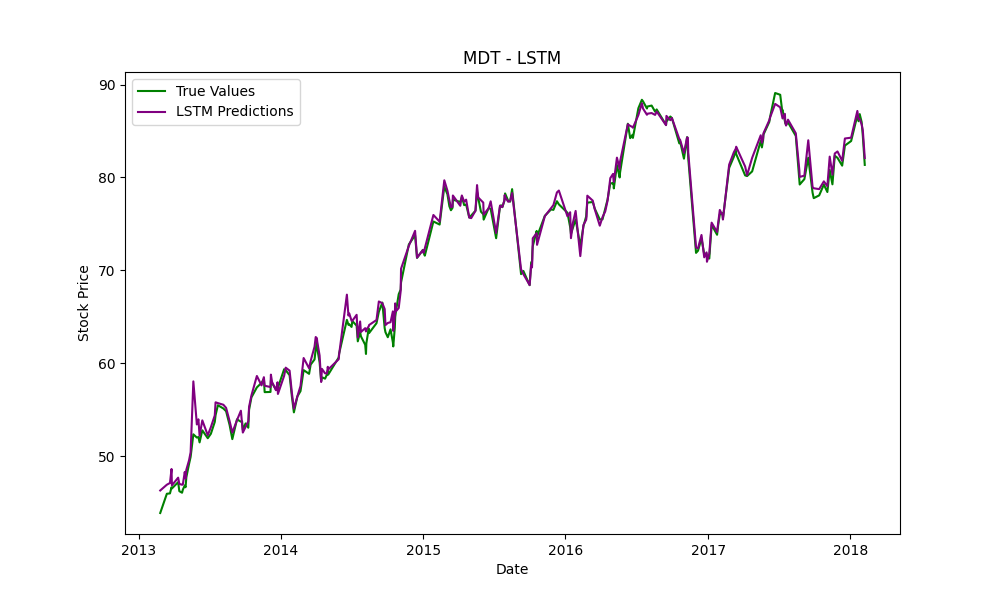 MDT - LSTM
True Values
LSTM Predictions
90
80
70
60
50
Stock Price
2013 2014 2015 2016 2017 2018
Date